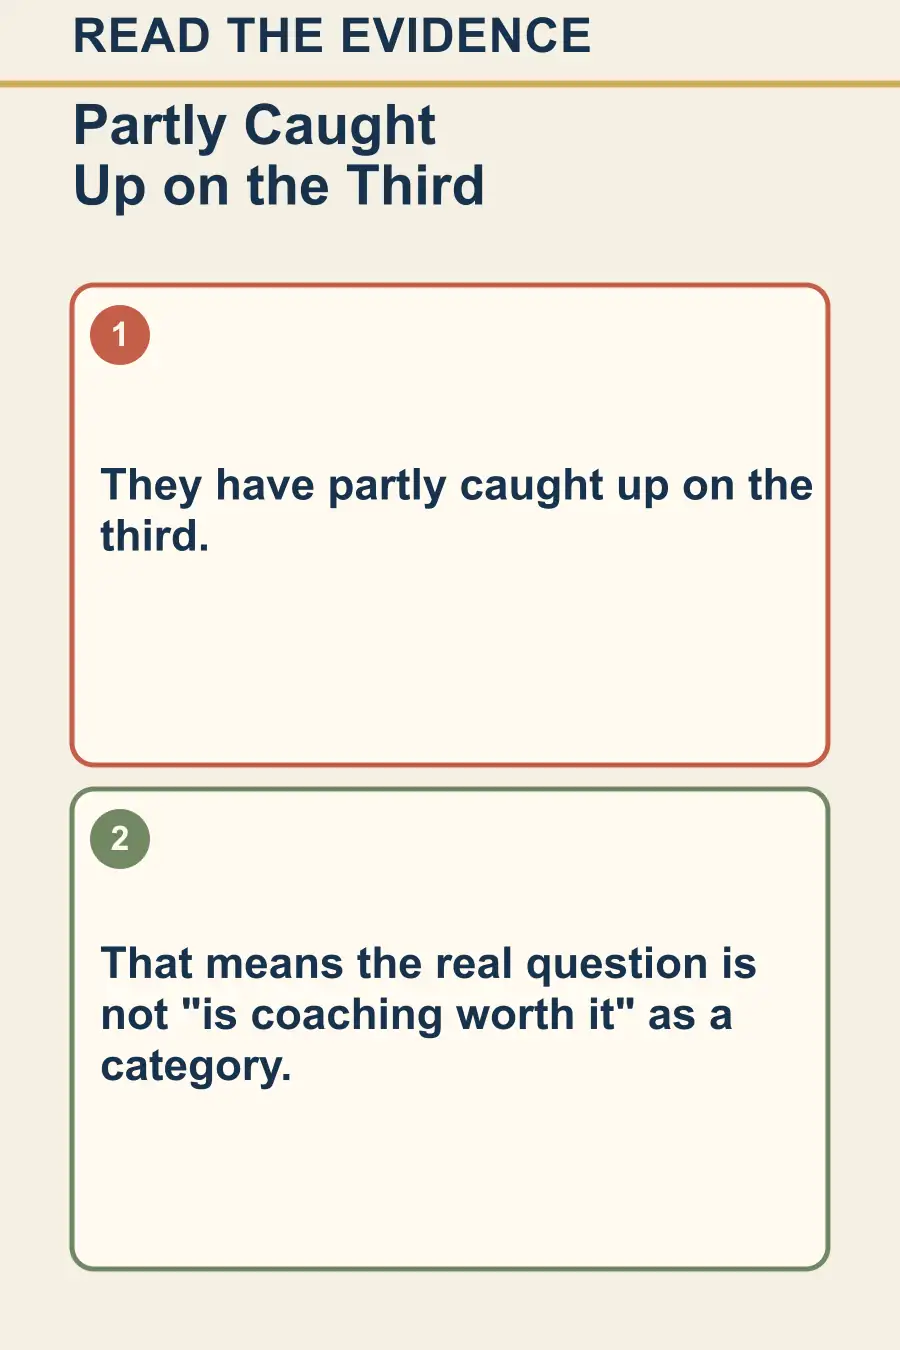 READ THE EVIDENCE
Partly Caught
Up on the Third
1
They have partly caught up on the
third.
2
That means the real question is
not "is coaching worth it" as a
category.